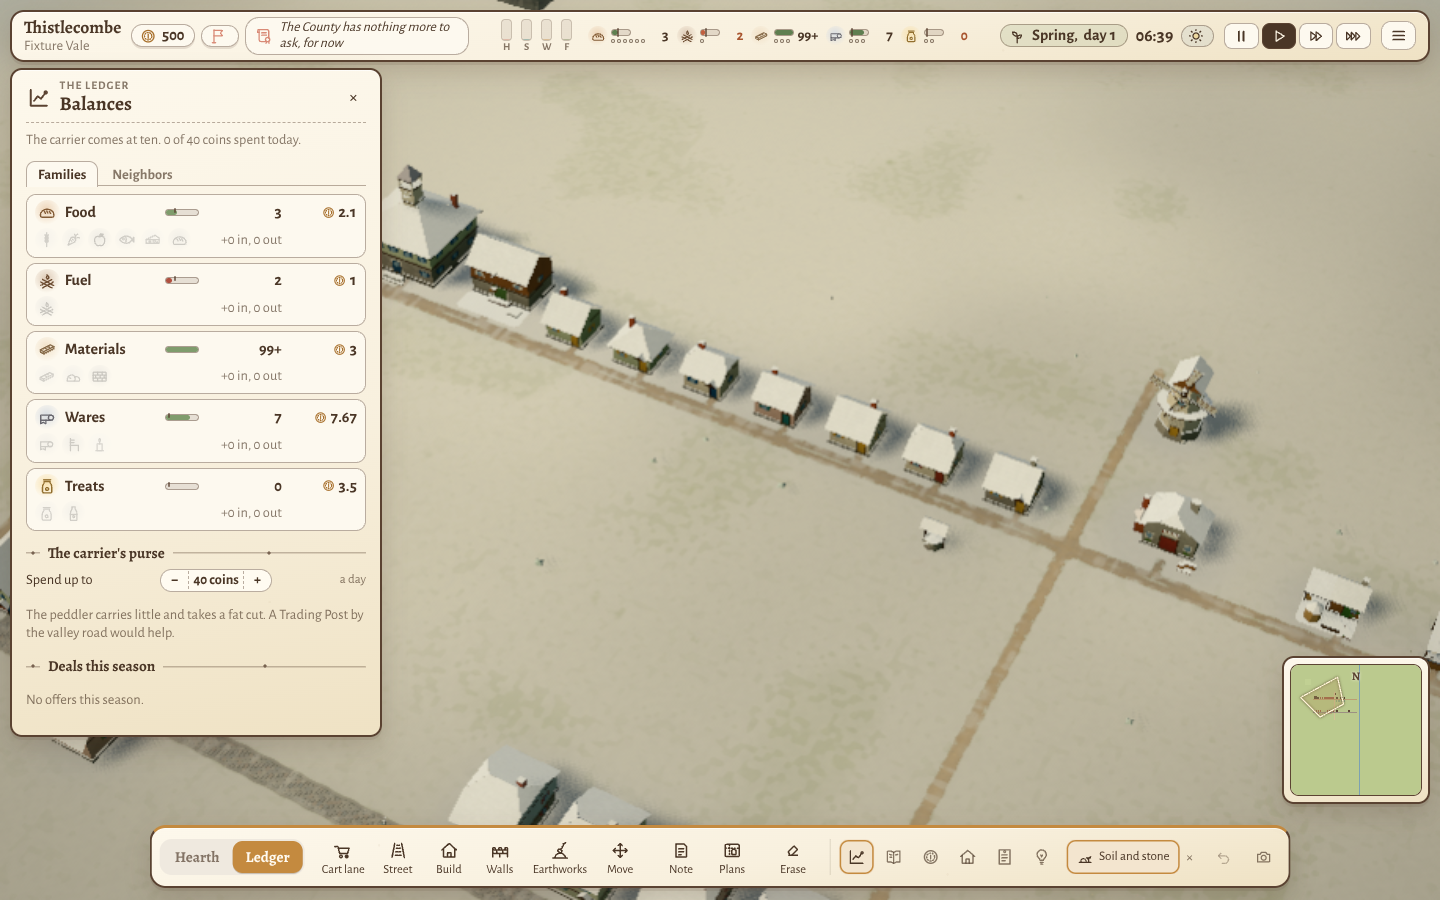 Thistlecombe
Fixture Vale
500
The County has nothing more to
ask, for now
H S W F
3
2
99+
7
0
Spring, day 1
06:39
THE LEDGER
Balances
×
The carrier comes at ten. 0 of 40 coins spent today.
Families
Neighbors
Food 3 2.1
+0 in, 0 out
Fuel 2 1
+0 in, 0 out
Materials 99+ 3
+0 in, 0 out
Wares 7 7.67
+0 in, 0 out
Treats 0 3.5
+0 in, 0 out
The carrier's purse
Spend up to − 40 coins + a day
The peddler carries little and takes a fat cut. A Trading Post by
the valley road would help.
Deals this season
No offers this season.
N
Hearth
Ledger
Cart lane
Street
Build
Walls
Earthworks
Move
Note
Plans
Erase
Soil and stone
×